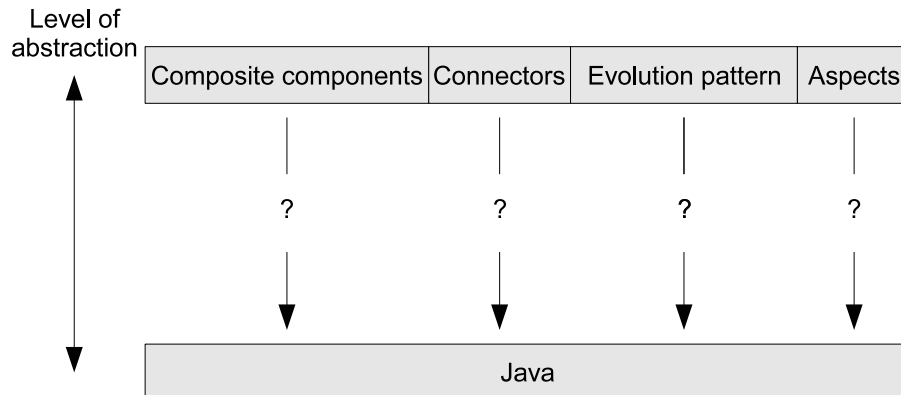 Level of
abstraction
Composite components Connectors Evolution pattern Aspects
? ? ? ?
Java